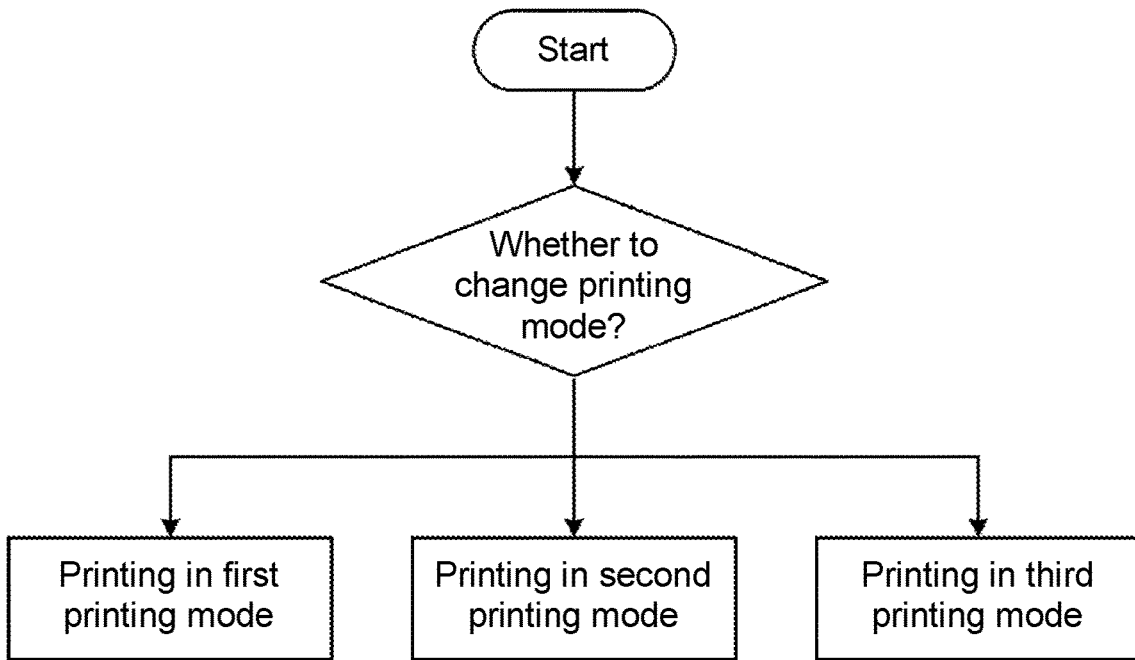 Start
Whether to
change printing
mode?
Printing in first
printing mode
Printing in second
printing mode
Printing in third
printing mode